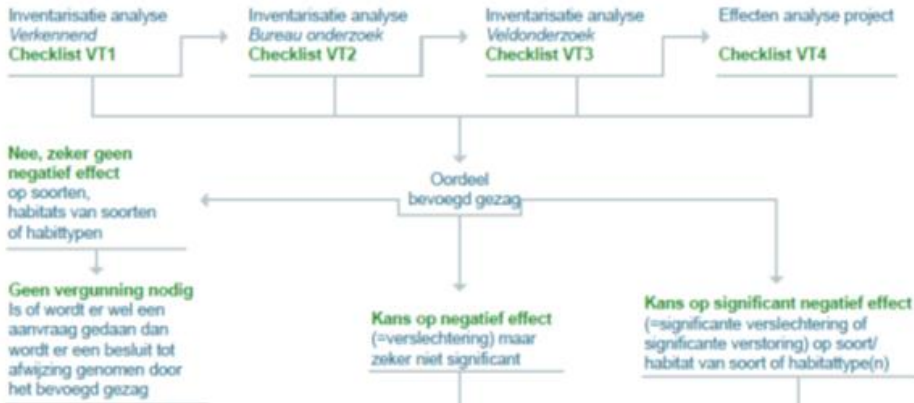 Inventarisatie analyse
Verkennend
Checklist VT1
Inventarisatie analyse
Bureau onderzoek
Checklist VT2
Inventarisatie analyse
Veldonderzoek
Checklist VT3
Effecten analyse project
Checklist VT4
Oordeel
bevoegd gezag
Nee, zeker geen
negatief effect
op soorten,
habitats van soorten
of habittypen
Geen vergunning nodig
Is of wordt er wel een
aanvraag gedaan dan
wordt er een besluit tot
afwijzing genomen door
het bevoegd gezag
Kans op negatief effect
(=verslechtering) maar
zeker niet significant
Kans op significant negatief effect
(=significante verslechtering of
significante verstoring) op soort/
habitat van soort of habitattype(n)